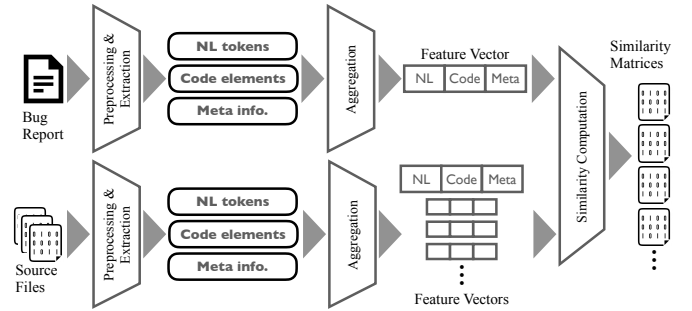 Bug
Report
Preprocessing &
Extraction
NL tokens
Code elements
Meta info.
Aggregation
Feature Vector
NL Code Meta
Similarity Computation
Similarity
Matrices
Source
Files
Preprocessing &
Extraction
NL tokens
Code elements
Meta info.
Aggregation
NL Code Meta
Feature Vectors